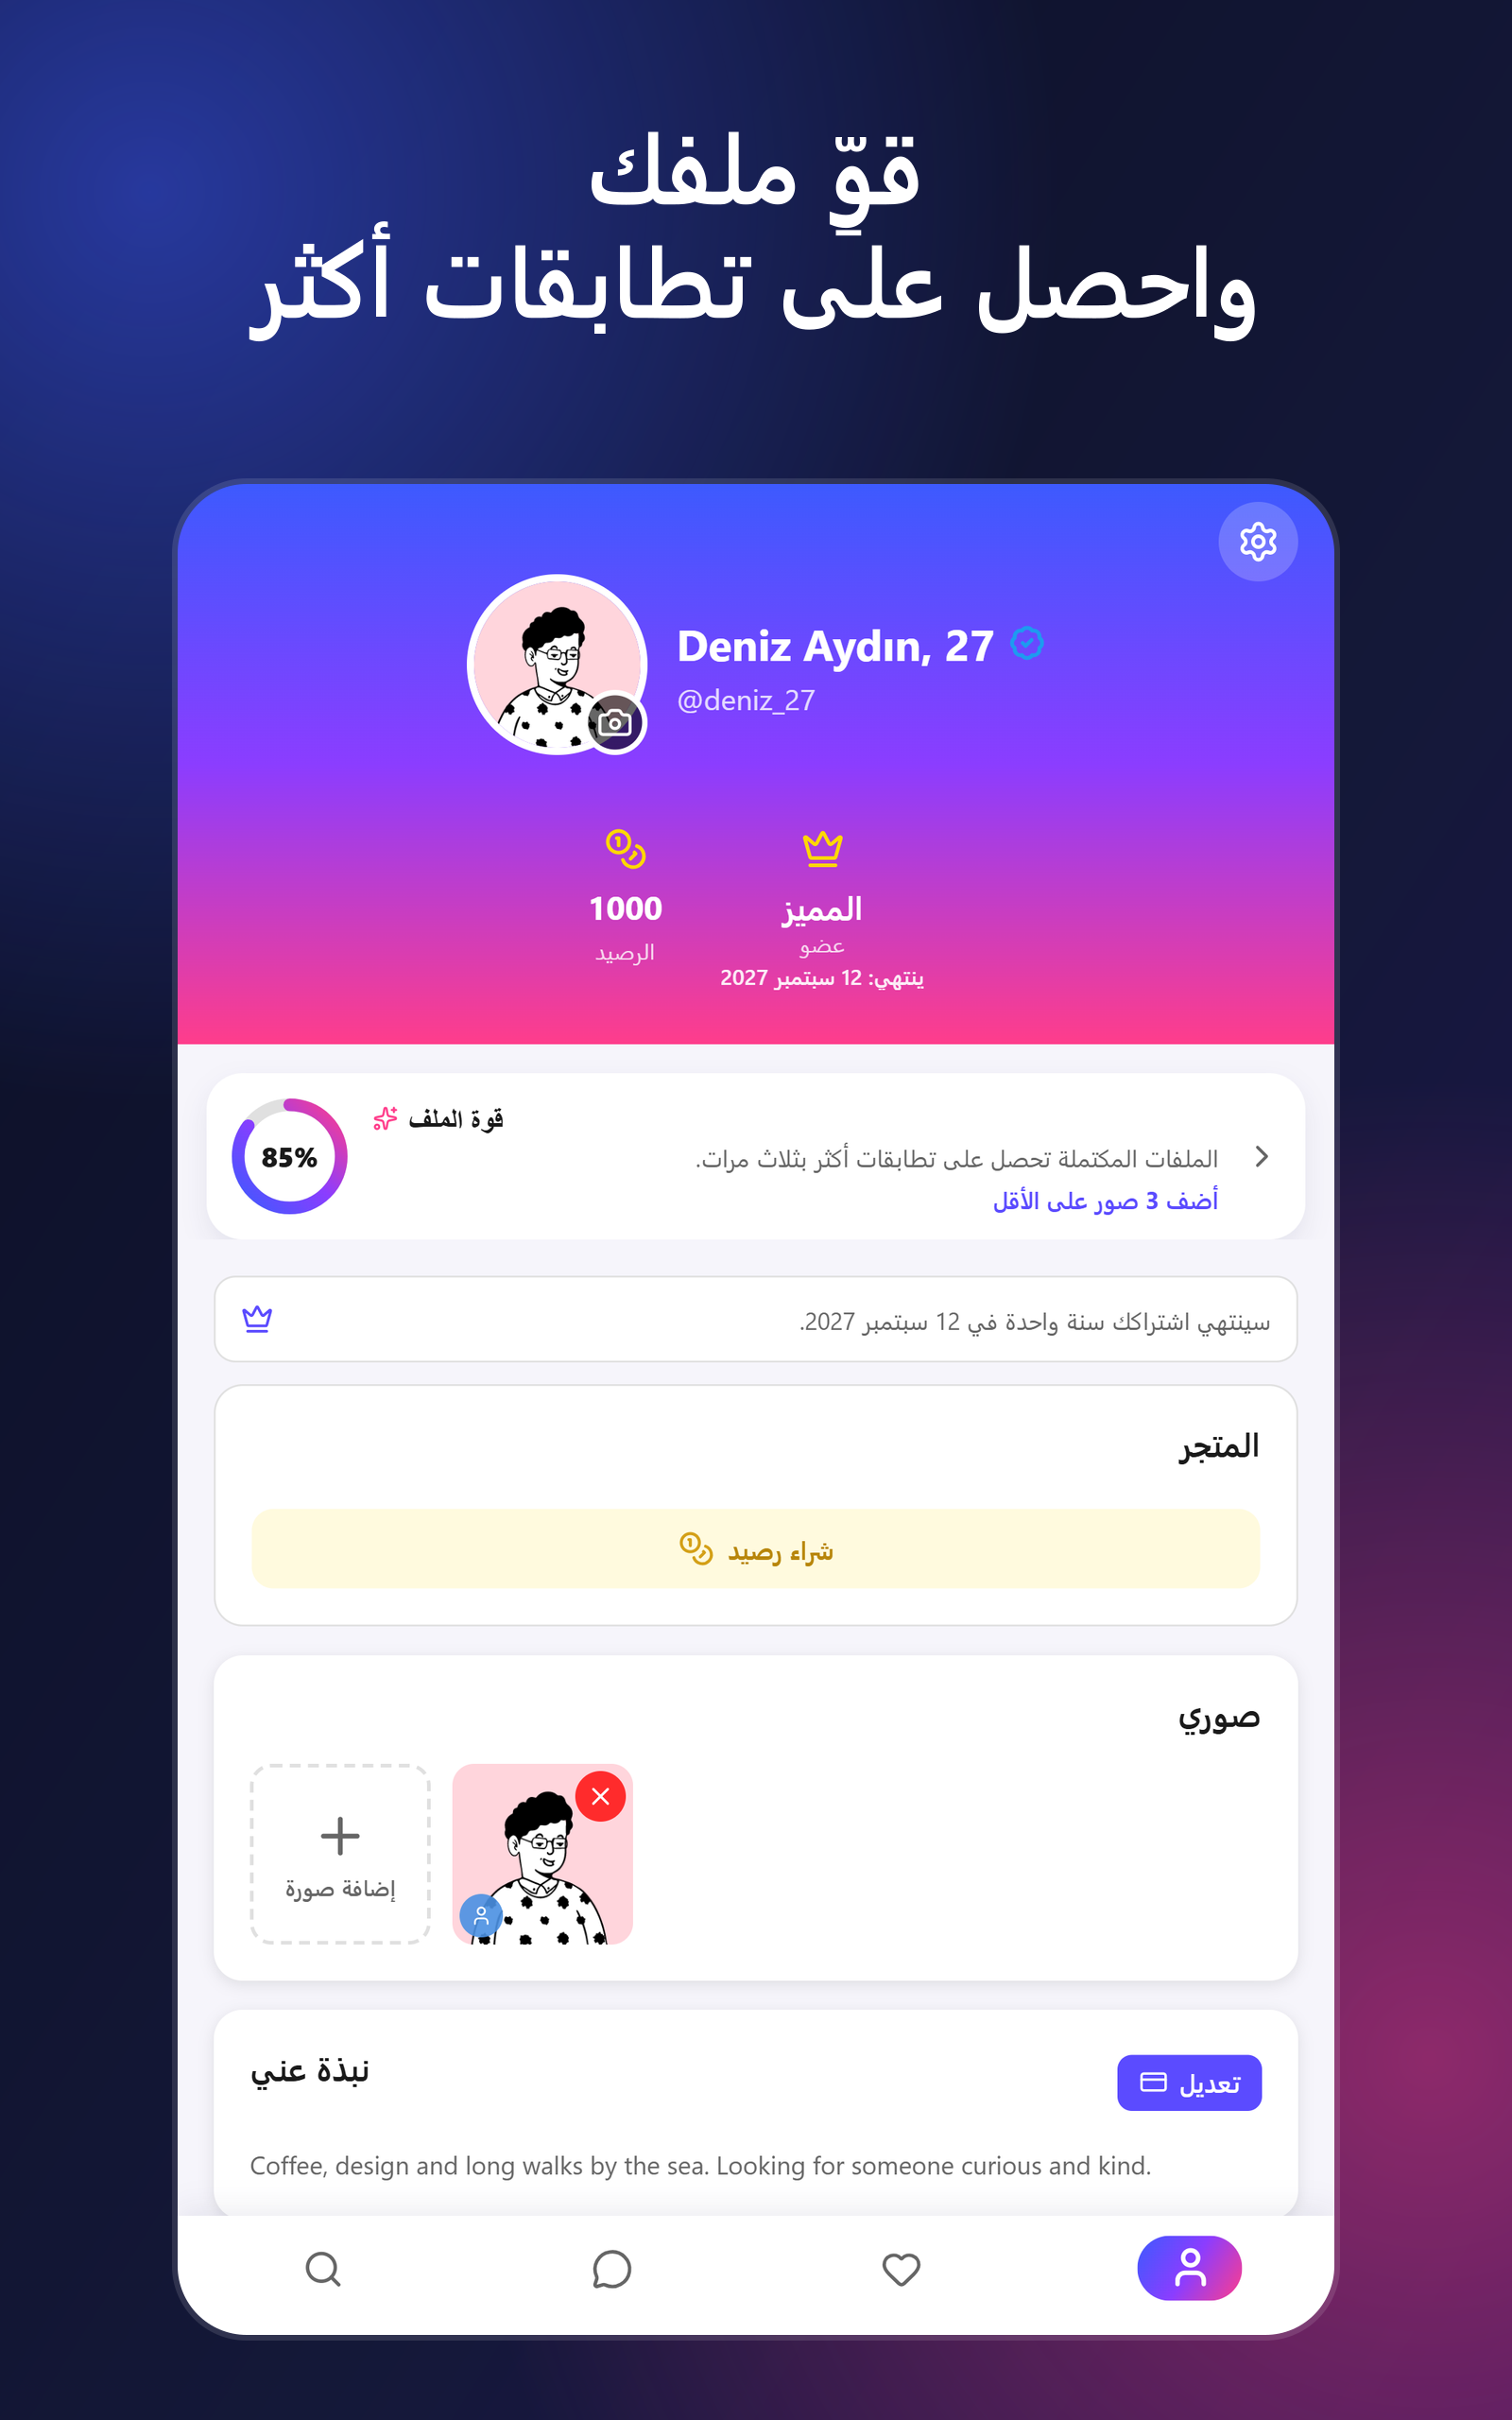 قوِّ ملفك
واحصل على تطابقات أكثر
Deniz Aydın, 27
@deniz_27
المميز
عضو
ينتهي: 12 سبتمبر 2027
1000
الرصيد
قوة الملف
85%
الملفات المكتملة تحصل على تطابقات أكثر بثلاث مرات.
أضف 3 صور على الأقل
سينتهي اشتراكك سنة واحدة في 12 سبتمبر 2027.
المتجر
شراء رصيد
صوري
إضافة صورة
نبذة عني
تعديل
Coffee, design and long walks by the sea. Looking for someone curious and kind.